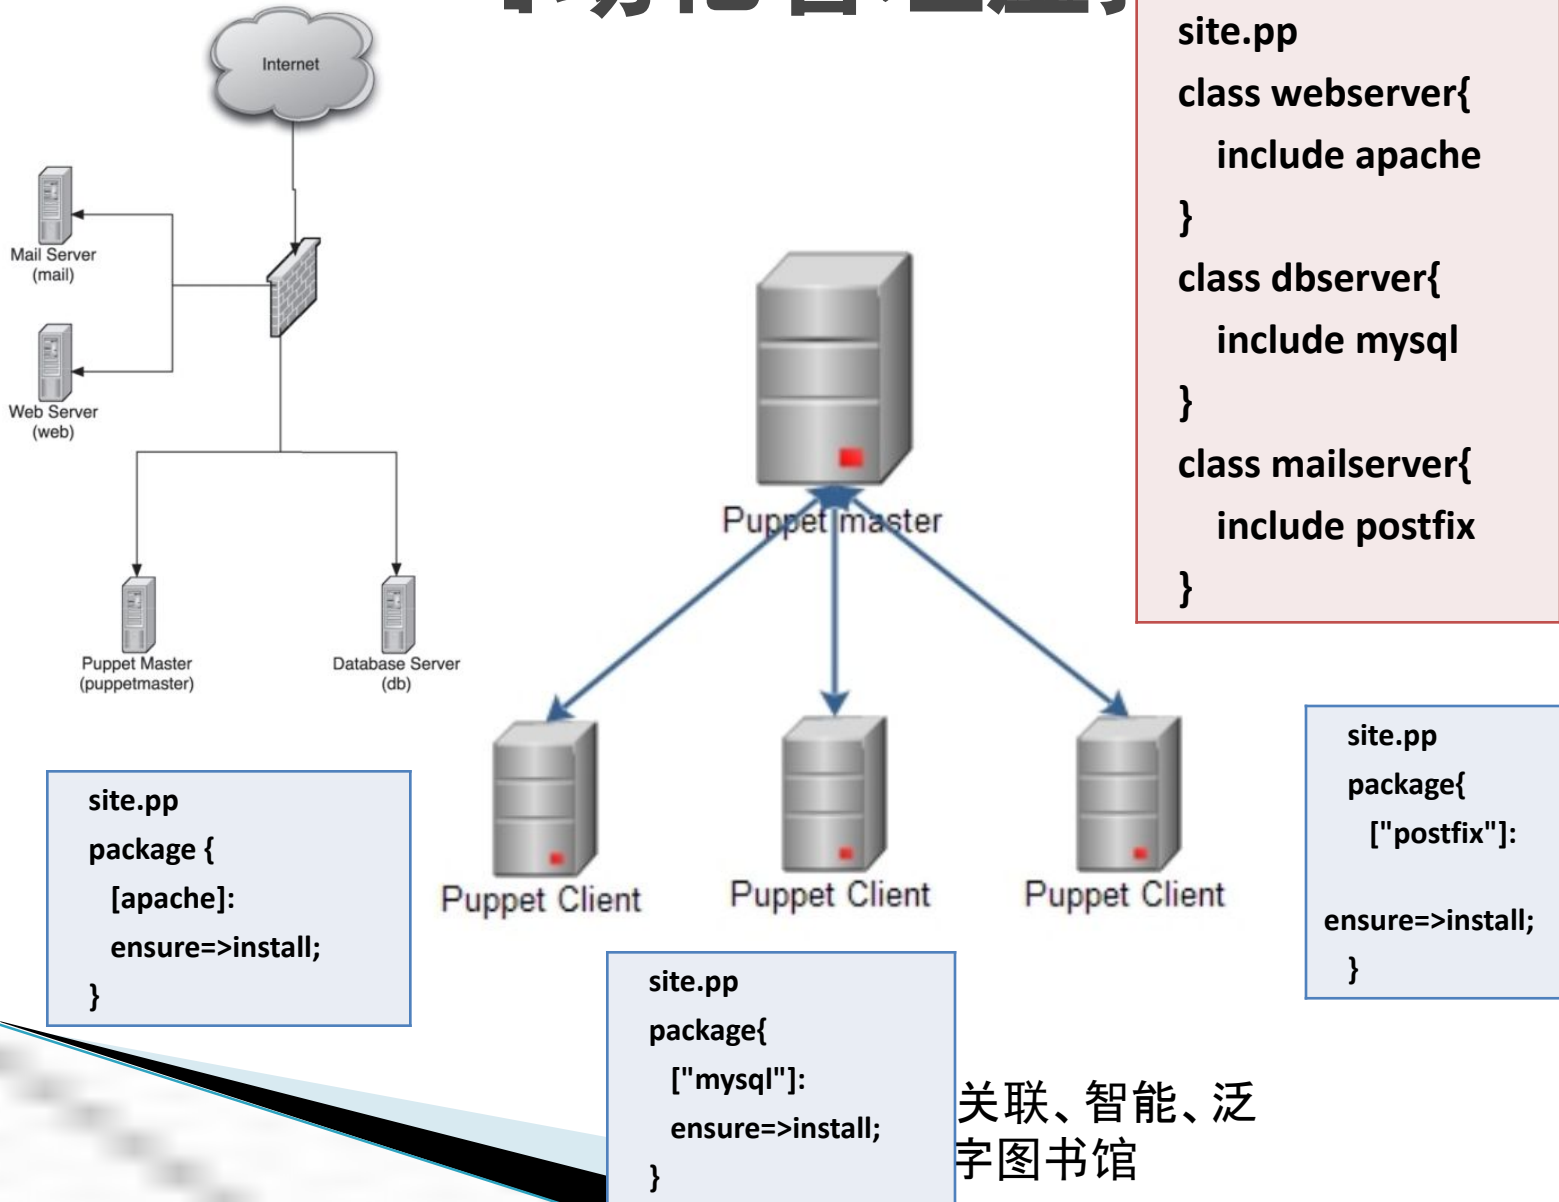 Internet
Mail Server
(mail)
Web Server
(web)
Puppet Master
(puppetmaster)
Database Server
(db)
Puppet master
Puppet Client
Puppet Client
Puppet Client
site.pp
class webserver{
include apache
}
class dbserver{
include mysql
}
class mailserver{
include postfix
}
site.pp
package {
[apache]:
ensure=>install;
}
site.pp
package{
["mysql"]:
ensure=>install;
}
site.pp
package{
["postfix"]:
ensure=>install;
}
关联、智能、泛
字图书馆